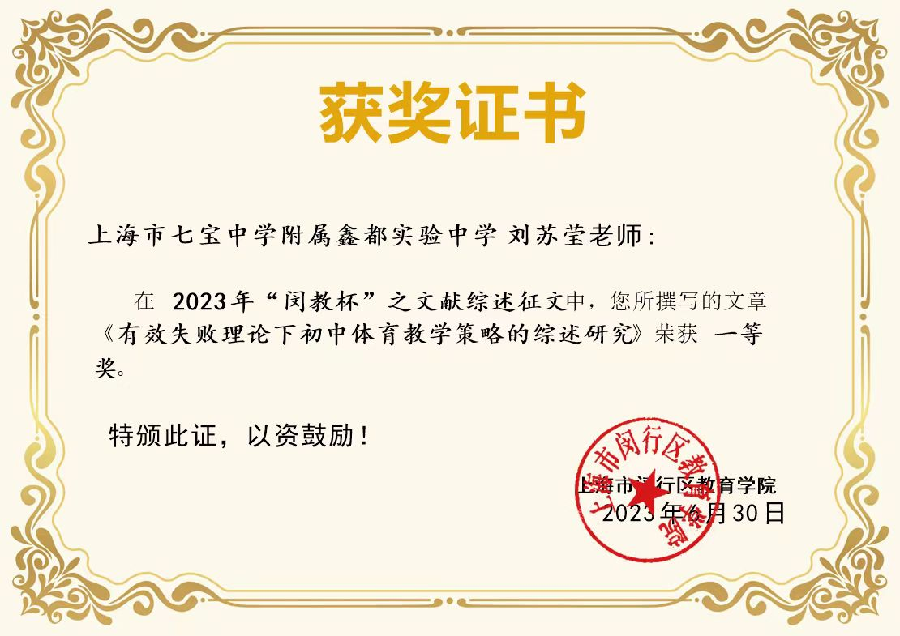 获奖证书
上海市七宝中学附属鑫都实验中学 刘苏莹老师：
在 2023年“闵教杯”之文献综述征文中，您所撰写的文章
《有效失败理论下初中体育教学策略的综述研究》荣获 一等
奖。
特颁此证，以资鼓励！
上海市闵行区教育学院
上海市闵行区教育学院
2023年6月30日